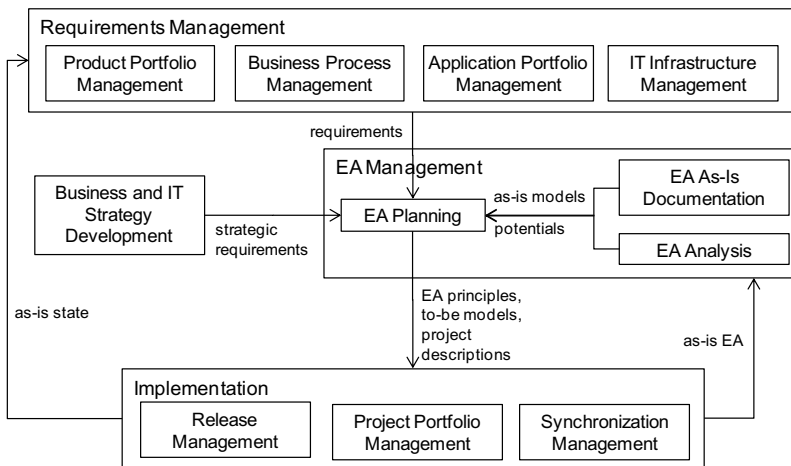 Requirements Management
Product Portfolio
Management
Business Process
Management
Application Portfolio
Management
IT Infrastructure
Management
requirements
EA Management
Business and IT
Strategy
Development
strategic
requirements
EA Planning
as-is models
potentials
EA As-Is
Documentation
EA Analysis
as-is state
EA principles,
to-be models,
project
descriptions
as-is EA
Implementation
Release
Management
Project Portfolio
Management
Synchronization
Management